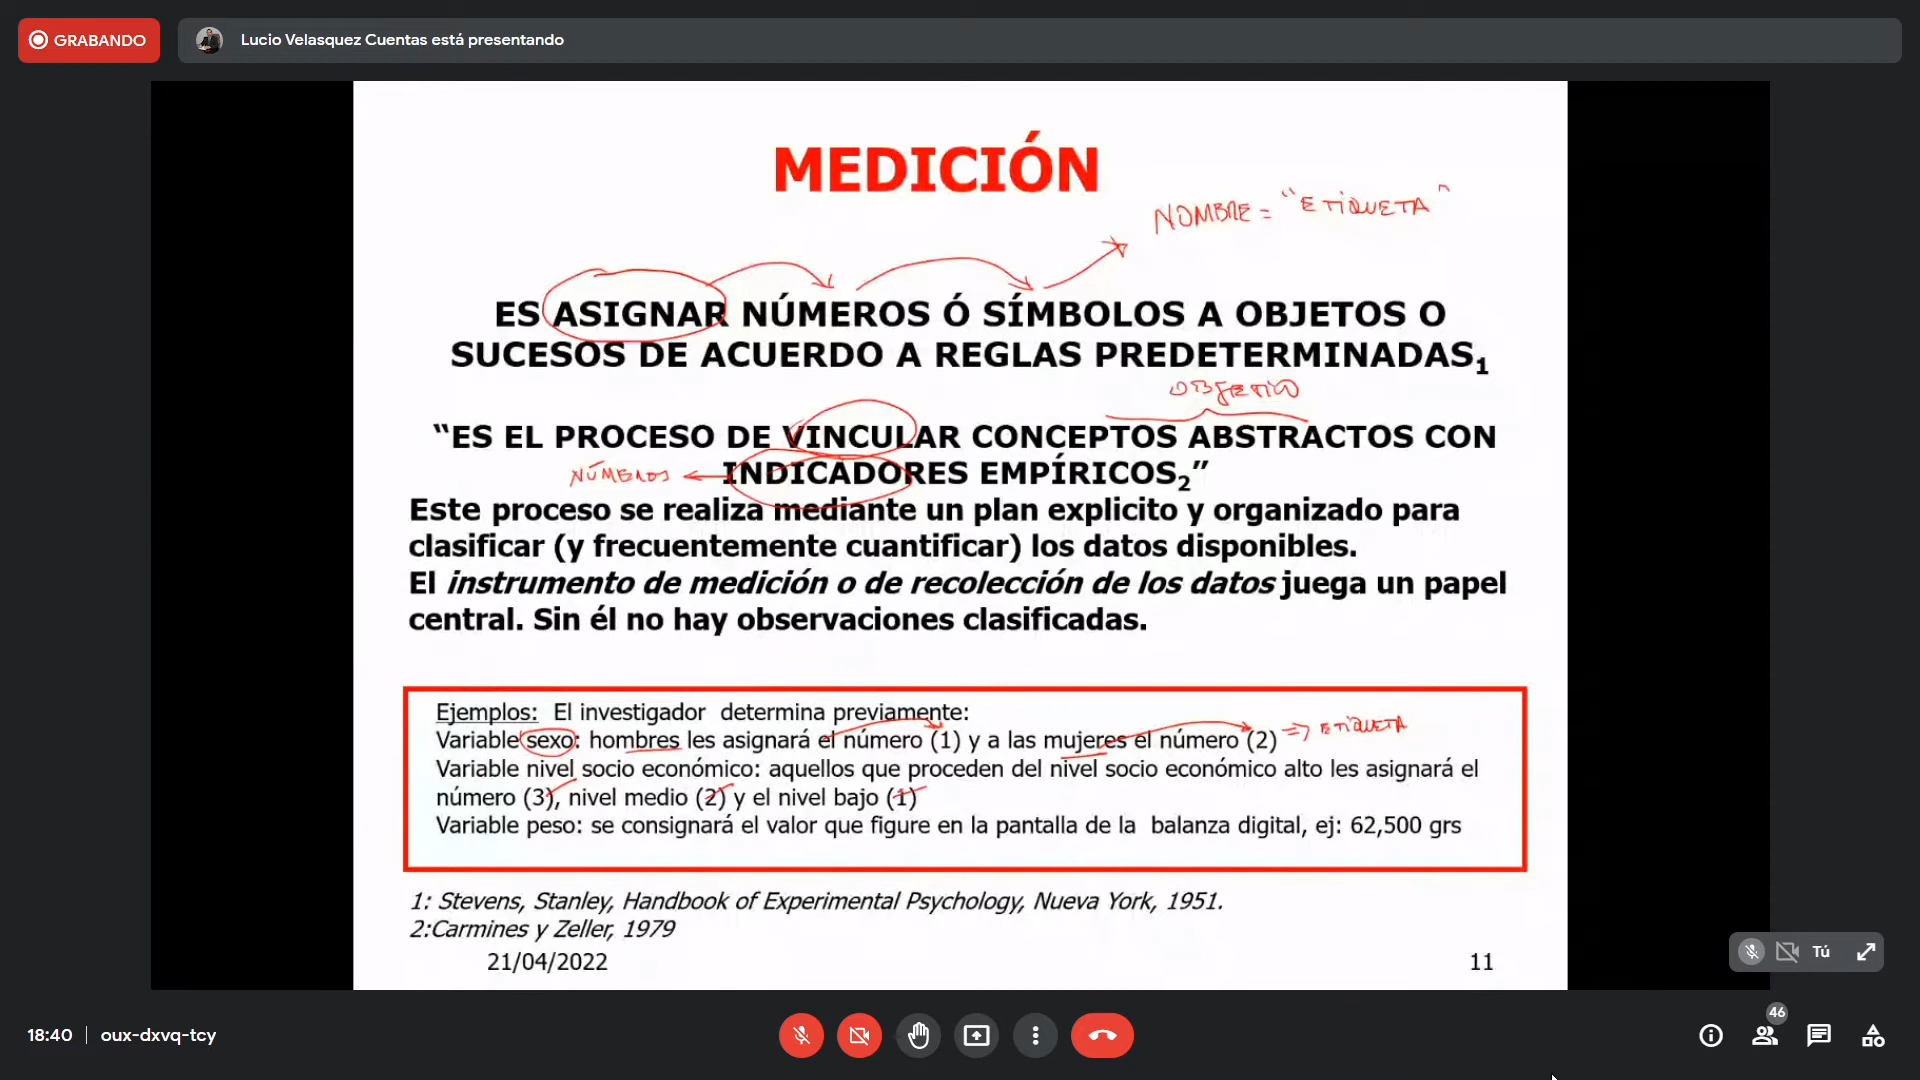 GRABANDO
Lucio Velasquez Cuentas está presentando
MEDICIÓN
NOMBRE = "ETIQUETA"
ES ASIGNAR NÚMEROS Ó SÍMBOLOS A OBJETOS O
SUCESOS DE ACUERDO A REGLAS PREDETERMINADAS1
OBJETIVO
“ES EL PROCESO DE VINCULAR CONCEPTOS ABSTRACTOS CON
NÚMEROS
INDICADORES EMPÍRICOS2”
Este proceso se realiza mediante un plan explicito y organizado para
clasificar (y frecuentemente cuantificar) los datos disponibles.
El instrumento de medición o de recolección de los datos juega un papel
central. Sin él no hay observaciones clasificadas.
Ejemplos: El investigador determina previamente:
Variable sexo: hombres les asignará el número (1) y a las mujeres el número (2) => ETIQUETA
Variable nivel socio económico: aquellos que proceden del nivel socio económico alto les asignará el
número (3), nivel medio (2) y el nivel bajo (1)
Variable peso: se consignará el valor que figure en la pantalla de la balanza digital, ej: 62,500 grs
1: Stevens, Stanley, Handbook of Experimental Psychology, Nueva York, 1951.
2:Carmines y Zeller, 1979
21/04/2022
11
Tú
18:40 | oux-dxvq-tcy
46